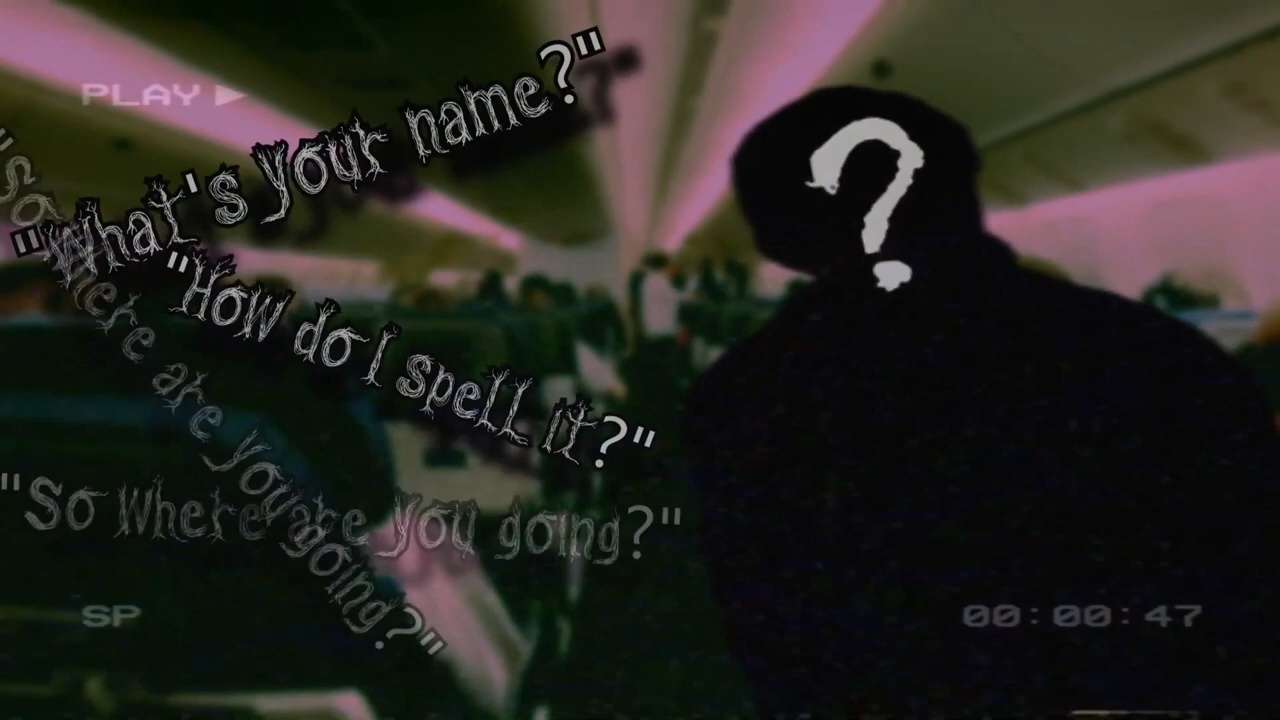 PLAY
"What's your name?"
?
"How do I spell it?"
"So where are you going?"
"So Where are you going?"
SP
00:00:47